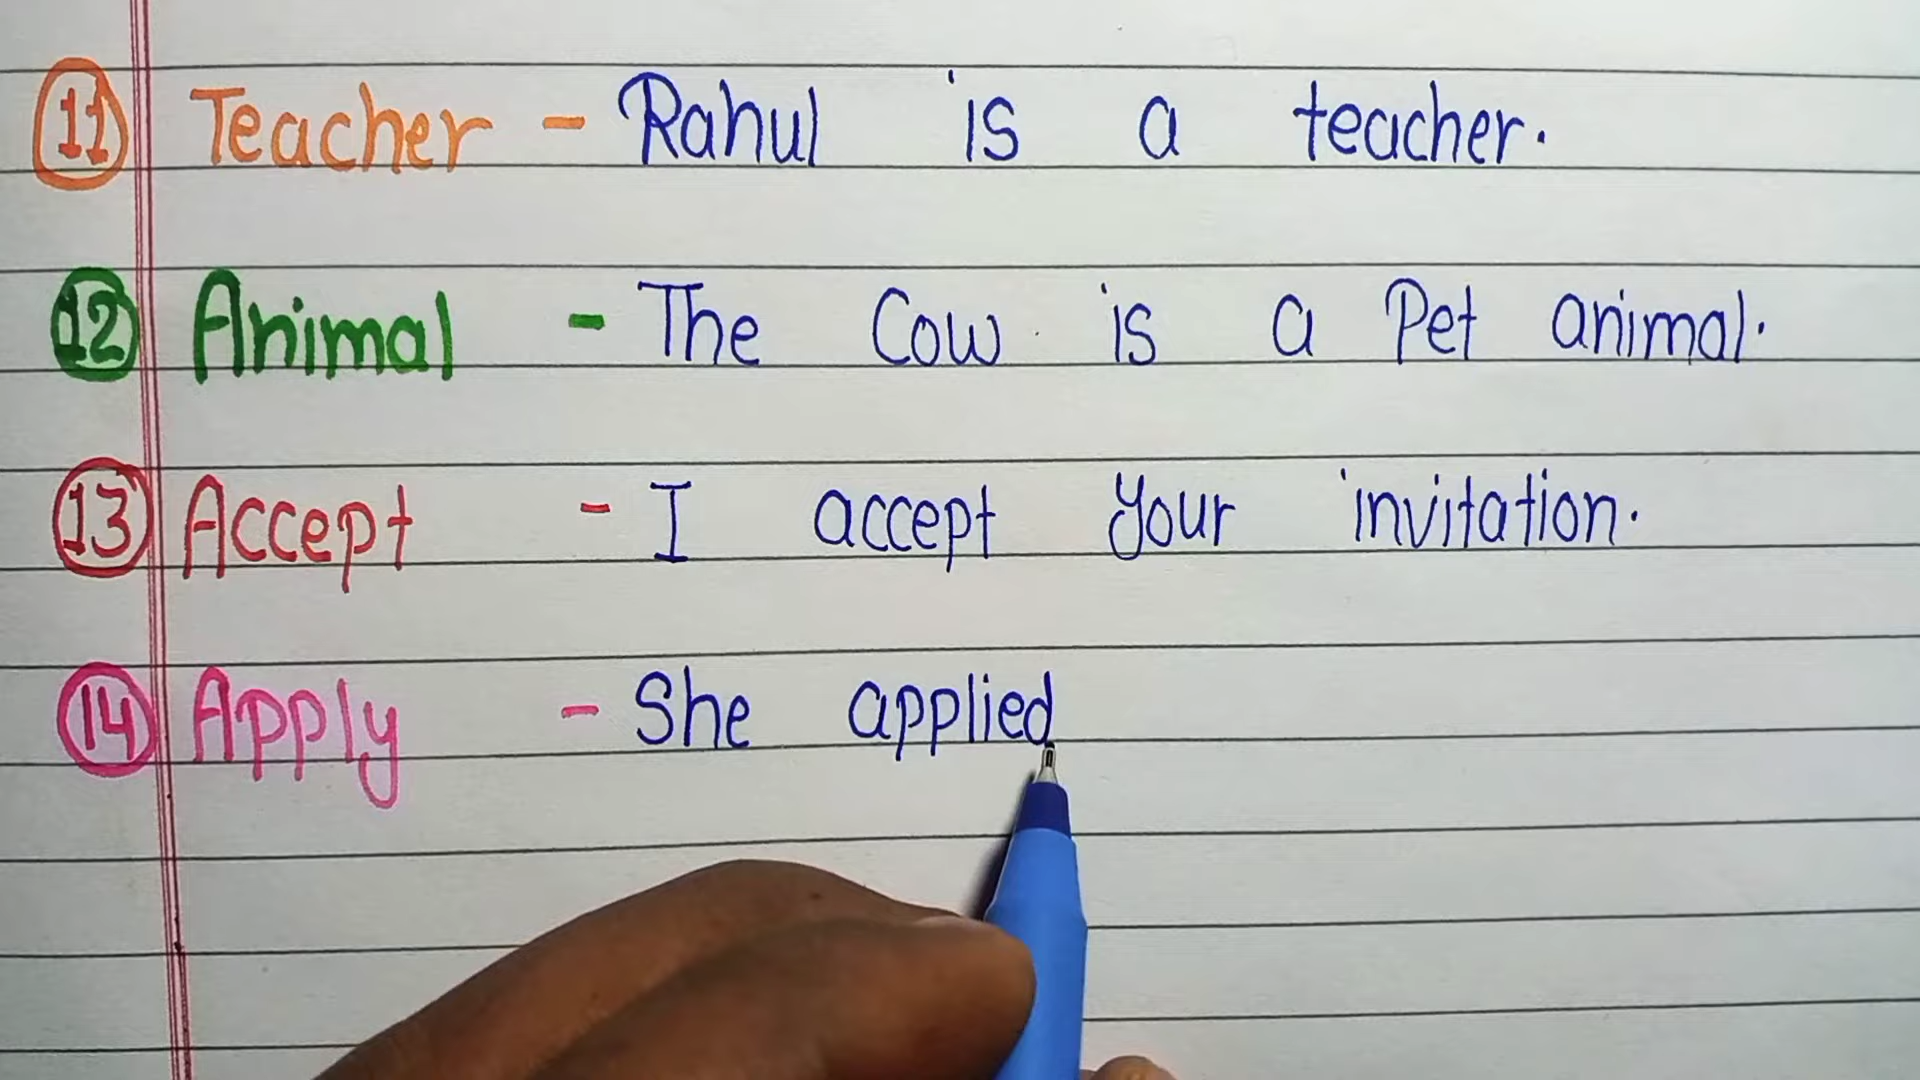 11 Teacher - Rahul is a teacher.
12 Animal - The Cow is a Pet animal.
13 Accept - I accept your invitation.
14 Apply - She applied